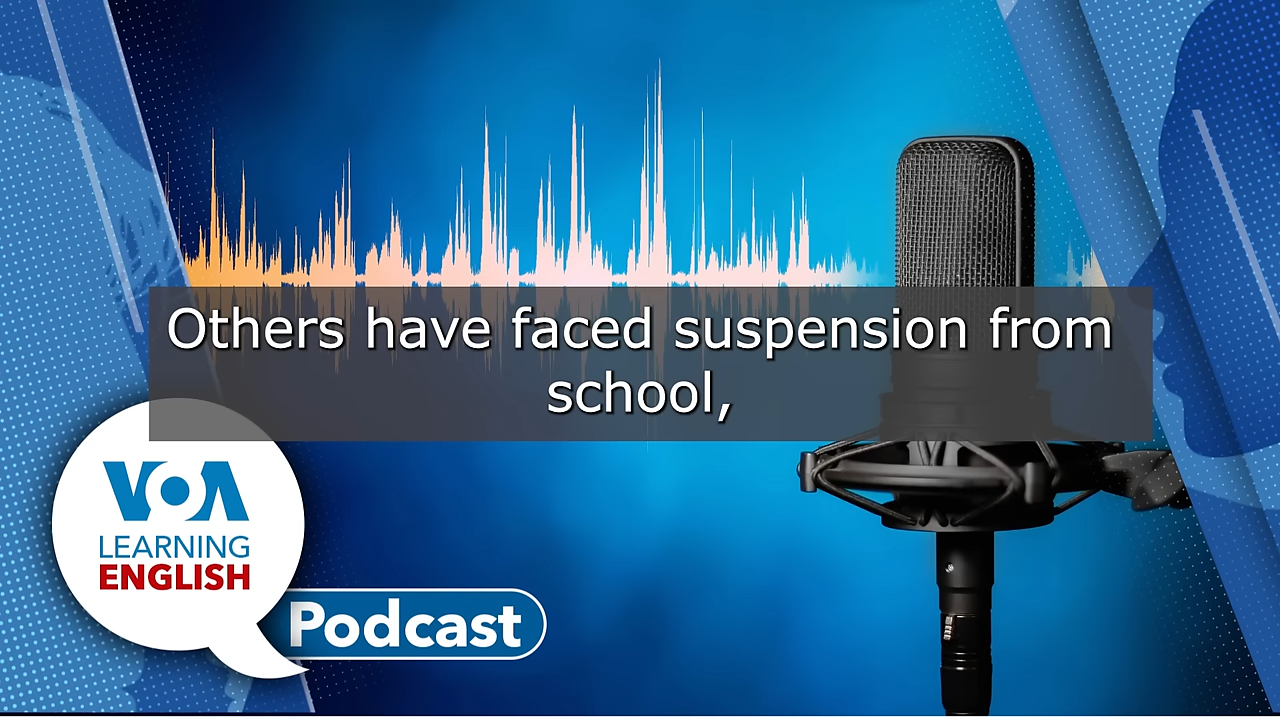 Others have faced suspension from
school,
VOA
LEARNING
ENGLISH
Podcast